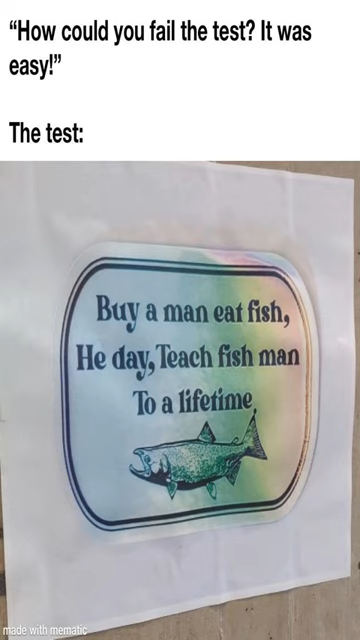 “How could you fail the test? It was
easy!”
The test:
Buy a man eat fish,
He day, Teach fish man
To a lifetime
made with mematic